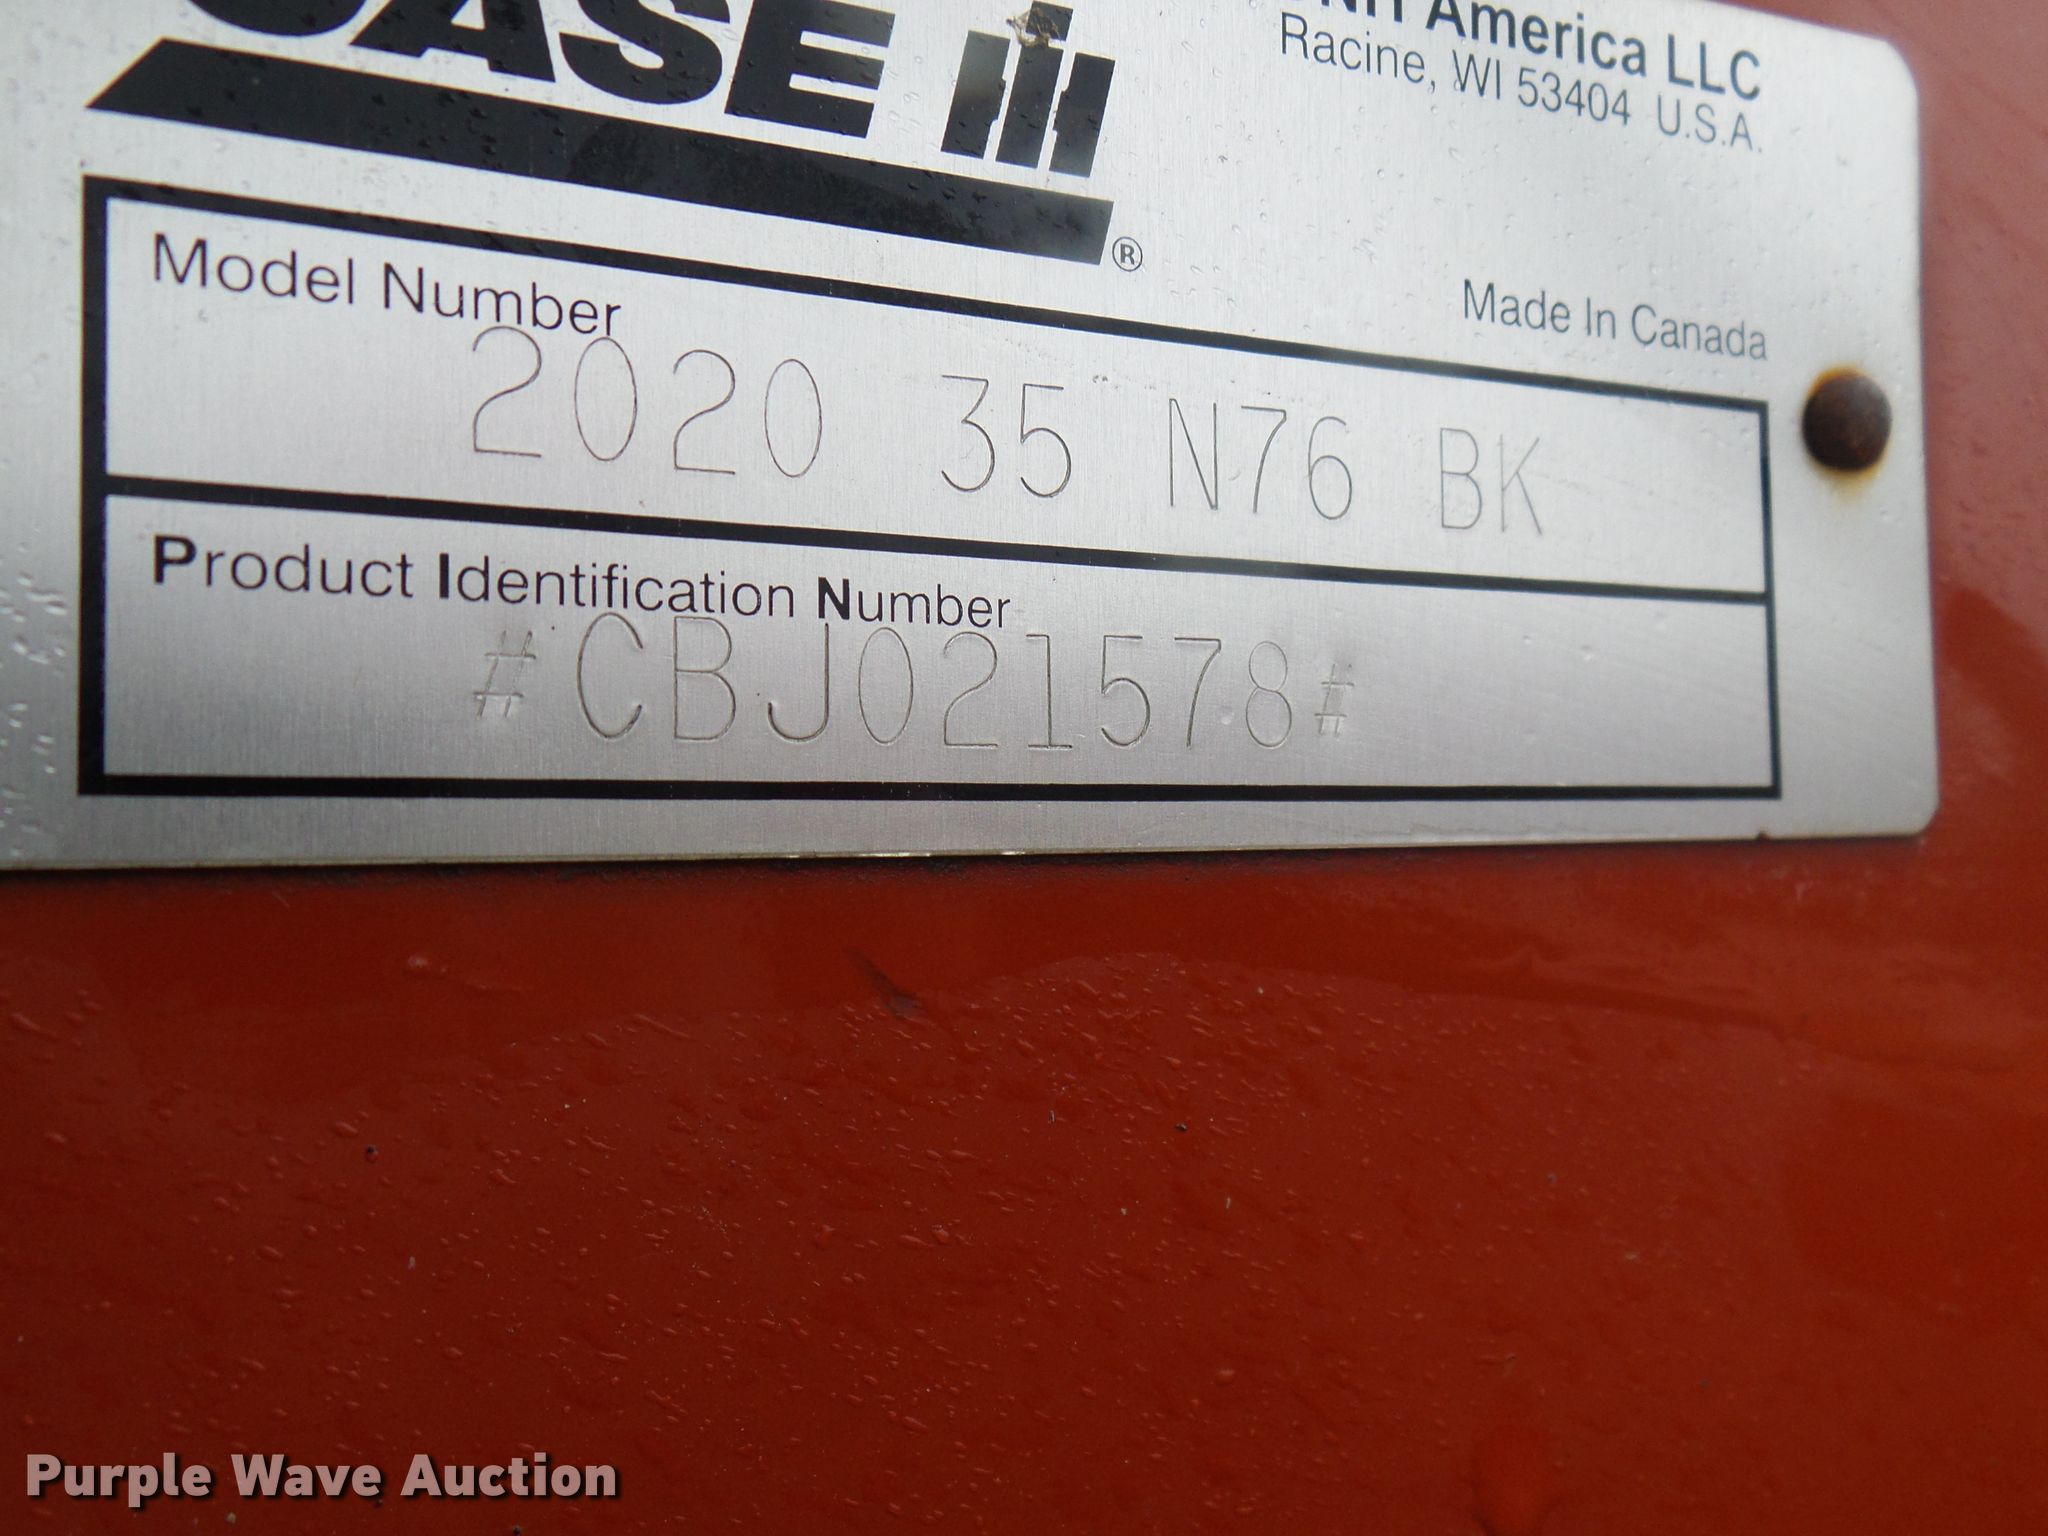 CASE IH
®
America LLC
Racine, WI 53404 U.S.A.
Made In Canada
Model Number
2020 35 N76 BK
Product Identification Number
#CBJ021578#
Purple Wave Auction